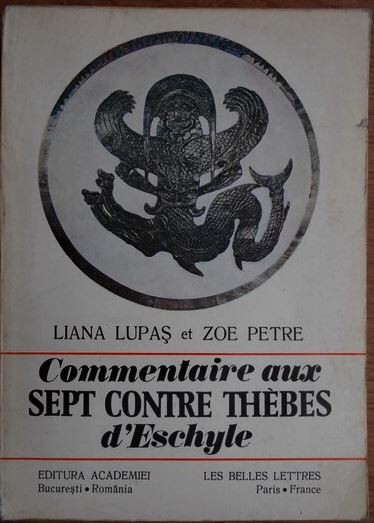 LIANA LUPAŞ et ZOE PETRE
Commentaire aux
SEPT CONTRE THÈBES
d'Eschyle
EDITURA ACADEMIEI LES BELLES LETTRES
Bucureşti • România Paris • France